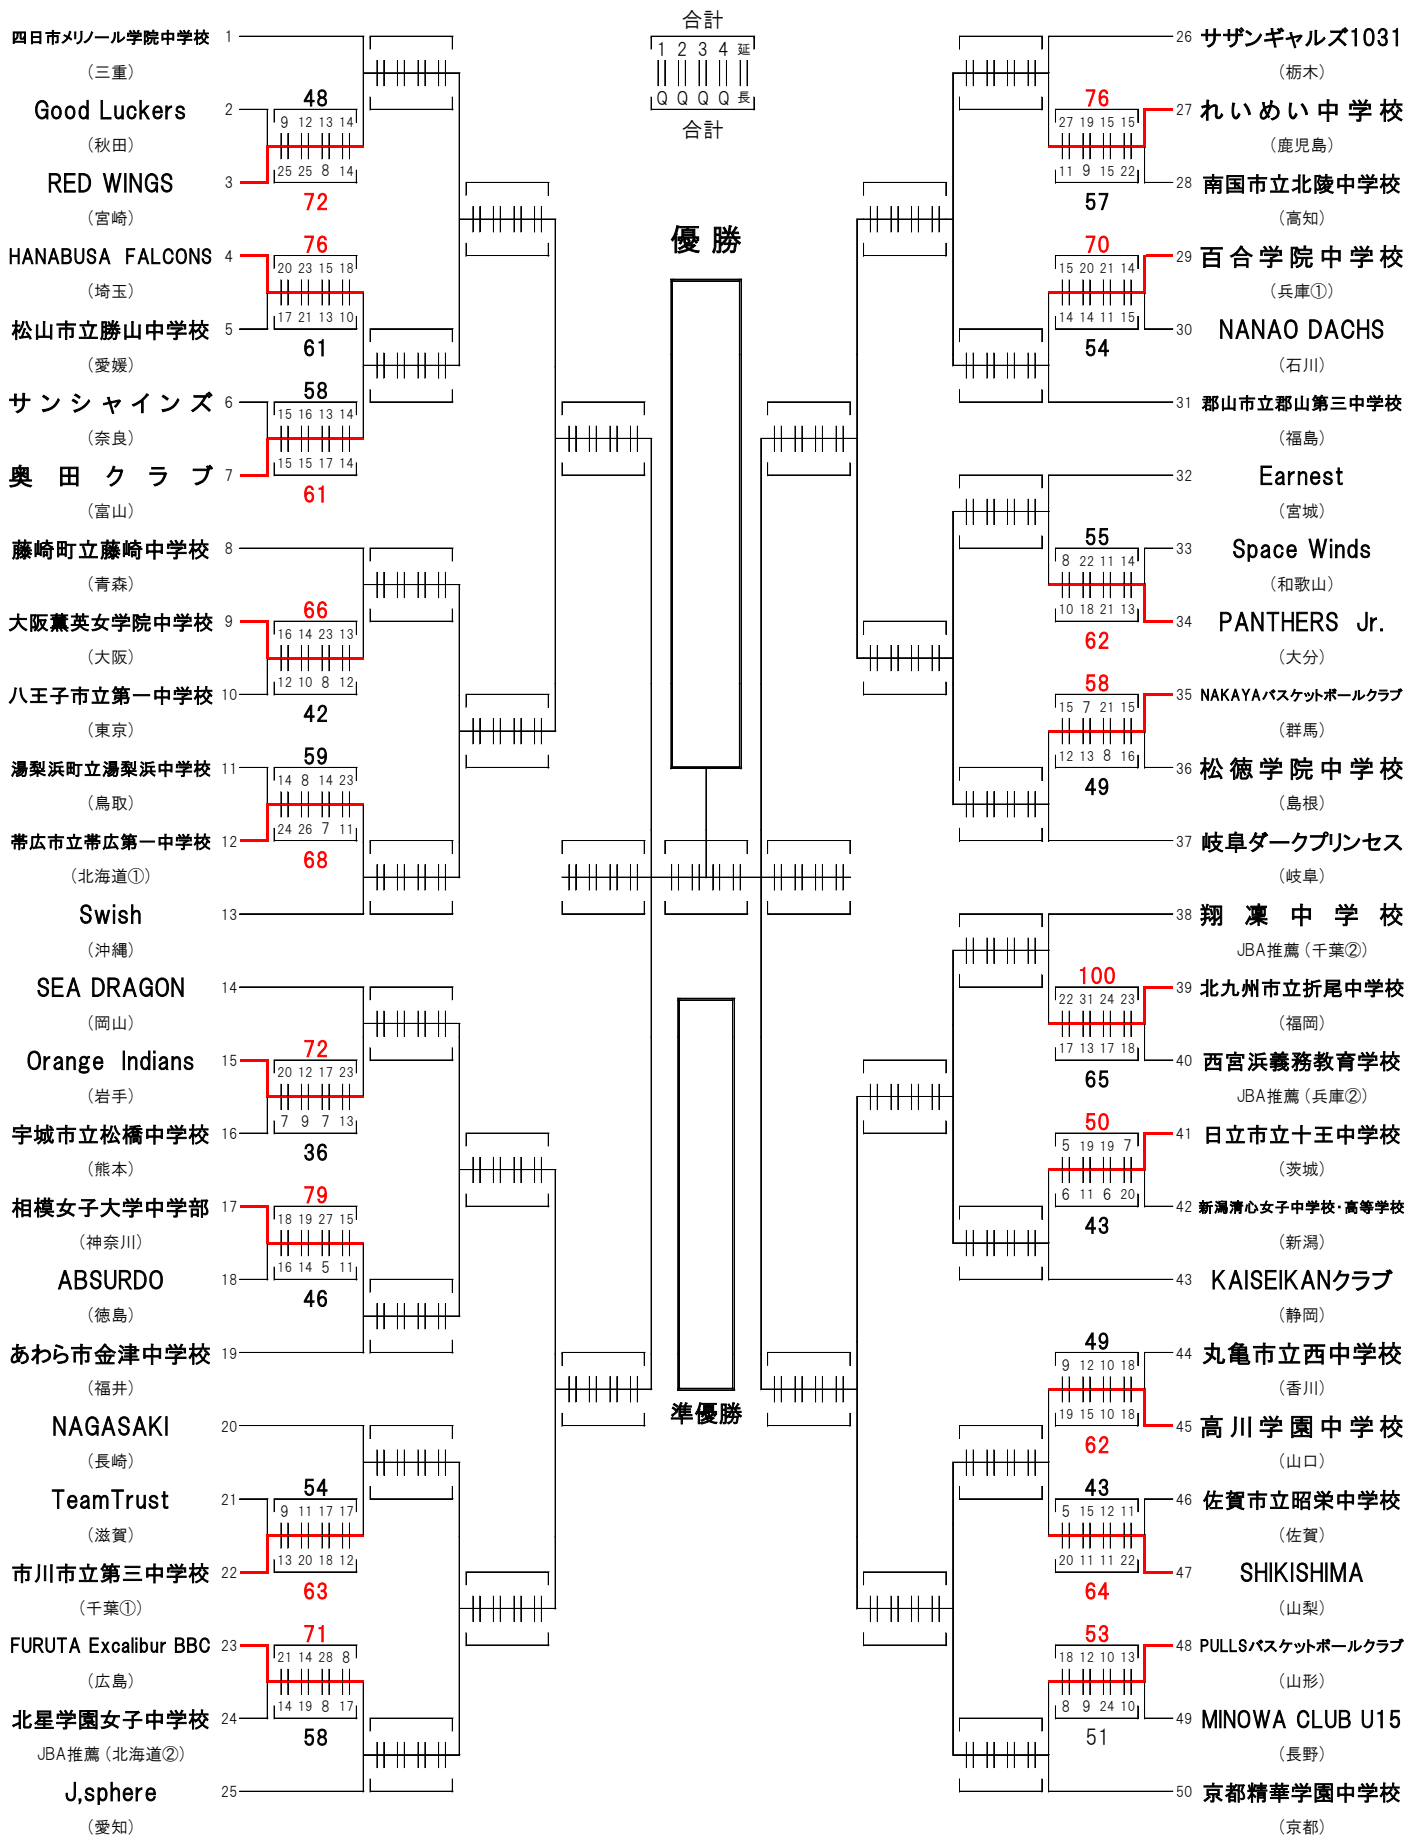 合計
1 2 3 4 延
Q Q Q Q 長
合計
優勝
準優勝
四日市メリノール学院中学校 1
（三重）
48
Good Luckers 2
9 12 13 14
（秋田）
25 25 8 14
RED WINGS 3
72
（宮崎）
76
HANABUSA FALCONS 4
20 23 15 18
（埼玉）
17 21 13 10
松山市立勝山中学校 5
61
（愛媛）
58
サンシャインズ 6
15 16 13 14
（奈良）
15 15 17 14
奥田クラブ 7
61
（富山）
藤崎町立藤崎中学校 8
（青森）
66
大阪薫英女学院中学校 9
16 14 23 13
（大阪）
12 10 8 12
八王子市立第一中学校 10
42
（東京）
59
湯梨浜町立湯梨浜中学校 11
14 8 14 23
（鳥取）
24 26 7 11
帯広市立帯広第一中学校 12
68
（北海道①）
Swish 13
（沖縄）
SEA DRAGON 14
（岡山）
72
Orange Indians 15
20 12 17 23
（岩手）
7 9 7 13
宇城市立松橋中学校 16
36
（熊本）
79
相模女子大学中学部 17
18 19 27 15
（神奈川）
16 14 5 11
ABSURDO 18
46
（徳島）
あわら市金津中学校 19
（福井）
NAGASAKI 20
（長崎）
54
TeamTrust 21
9 11 17 17
（滋賀）
13 20 18 12
市川市立第三中学校 22
63
（千葉①）
71
FURUTA Excalibur BBC 23
21 14 28 8
（広島）
14 19 8 17
北星学園女子中学校 24
58
JBA推薦（北海道②）
J,sphere 25
（愛知）
26 サザンギャルズ1031
（栃木）
76
27 れいめい中学校
27 19 15 15
（鹿児島）
11 9 15 22
28 南国市立北陵中学校
57
（高知）
70
29 百合学院中学校
15 20 21 14
（兵庫①）
14 14 11 15
30 NANAO DACHS
54
（石川）
31 郡山市立郡山第三中学校
（福島）
32 Earnest
（宮城）
55
33 Space Winds
8 22 11 14
（和歌山）
10 18 21 13
34 PANTHERS Jr.
62
（大分）
58
35 NAKAYAバスケットボールクラブ
15 7 21 15
（群馬）
12 13 8 16
36 松徳学院中学校
49
（島根）
37 岐阜ダークプリンセス
（岐阜）
38 翔凜中学校
JBA推薦（千葉②）
100
39 北九州市立折尾中学校
22 31 24 23
（福岡）
17 13 17 18
40 西宮浜義務教育学校
65
JBA推薦（兵庫②）
50
41 日立市立十王中学校
5 19 19 7
（茨城）
6 11 6 20
42 新潟清心女子中学校・高等学校
43
（新潟）
43 KAISEIKANクラブ
（静岡）
49
44 丸亀市立西中学校
9 12 10 18
（香川）
19 15 10 18
45 高川学園中学校
62
（山口）
43
46 佐賀市立昭栄中学校
5 15 12 11
（佐賀）
20 11 11 22
47 SHIKISHIMA
64
（山梨）
53
48 PULLSバスケットボールクラブ
18 12 10 13
（山形）
8 9 24 10
49 MINOWA CLUB U15
51
（長野）
50 京都精華学園中学校
（京都）